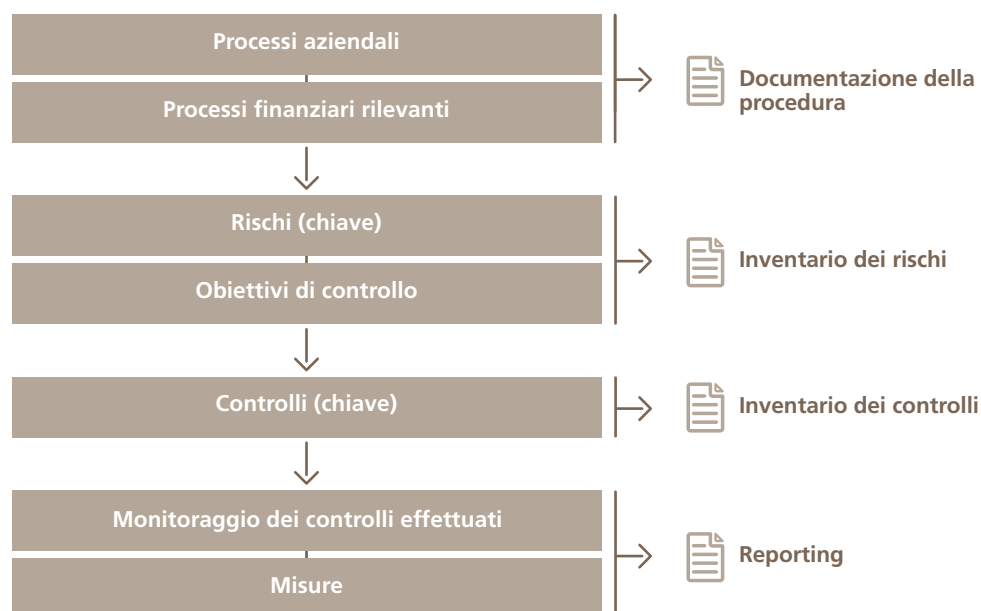 Processi aziendali
Processi finanziari rilevanti
Documentazione della
procedura
Rischi (chiave)
Obiettivi di controllo
Inventario dei rischi
Controlli (chiave)
Inventario dei controlli
Monitoraggio dei controlli effettuati
Misure
Reporting